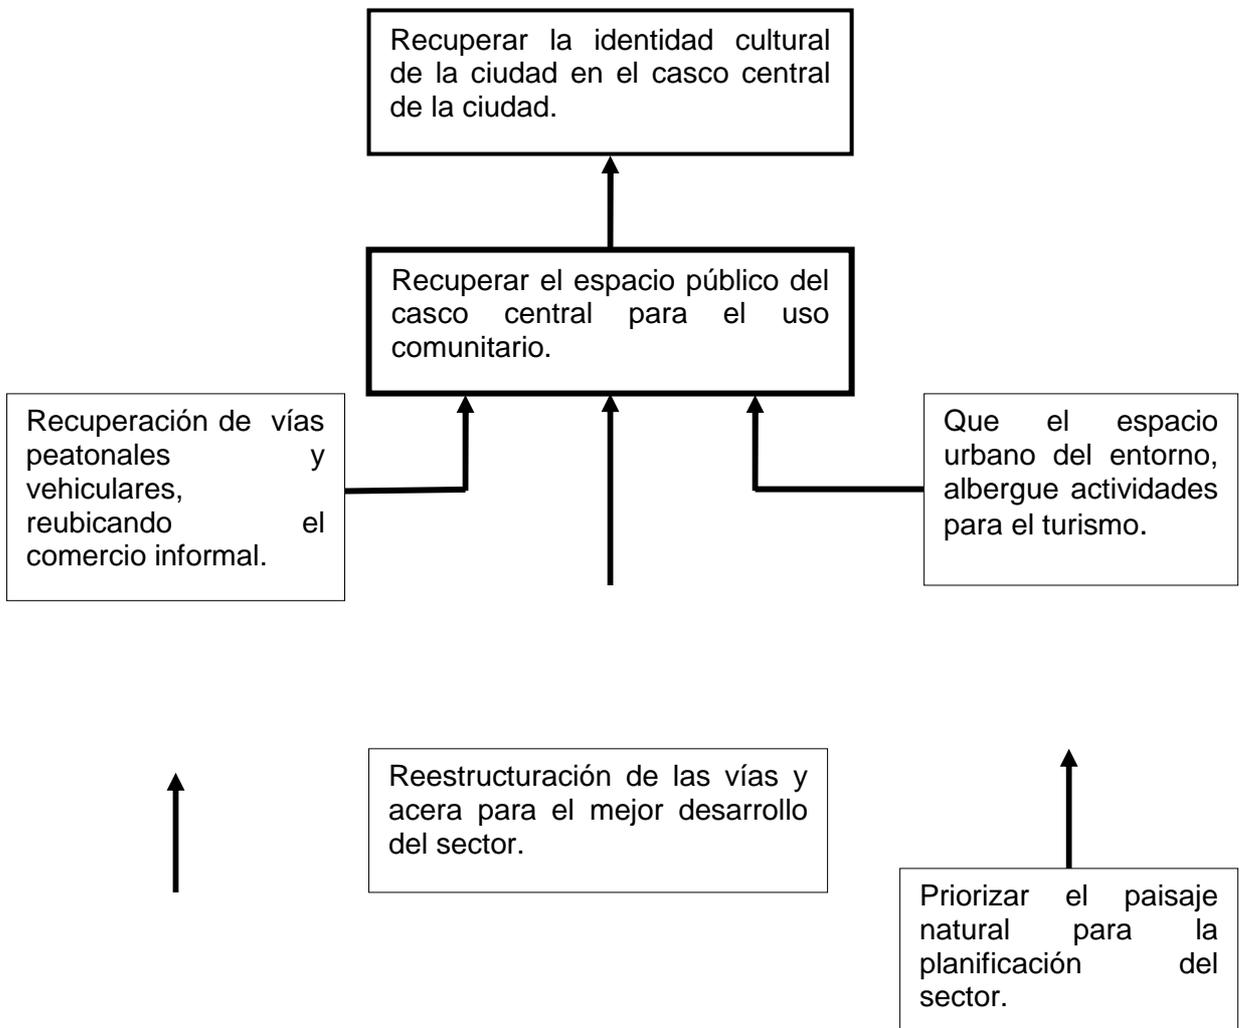 Recuperar la identidad cultural
de la ciudad en el casco central
de la ciudad.
Recuperar el espacio público del
casco central para el uso
comunitario.
Recuperación de vías
peatonales y
vehiculares,
reubicando el
comercio informal.
Que el espacio
urbano del entorno,
albergue actividades
para el turismo.
Reestructuración de las vías y
acera para el mejor desarrollo
del sector.
Priorizar el paisaje
natural para la
planificación del
sector.